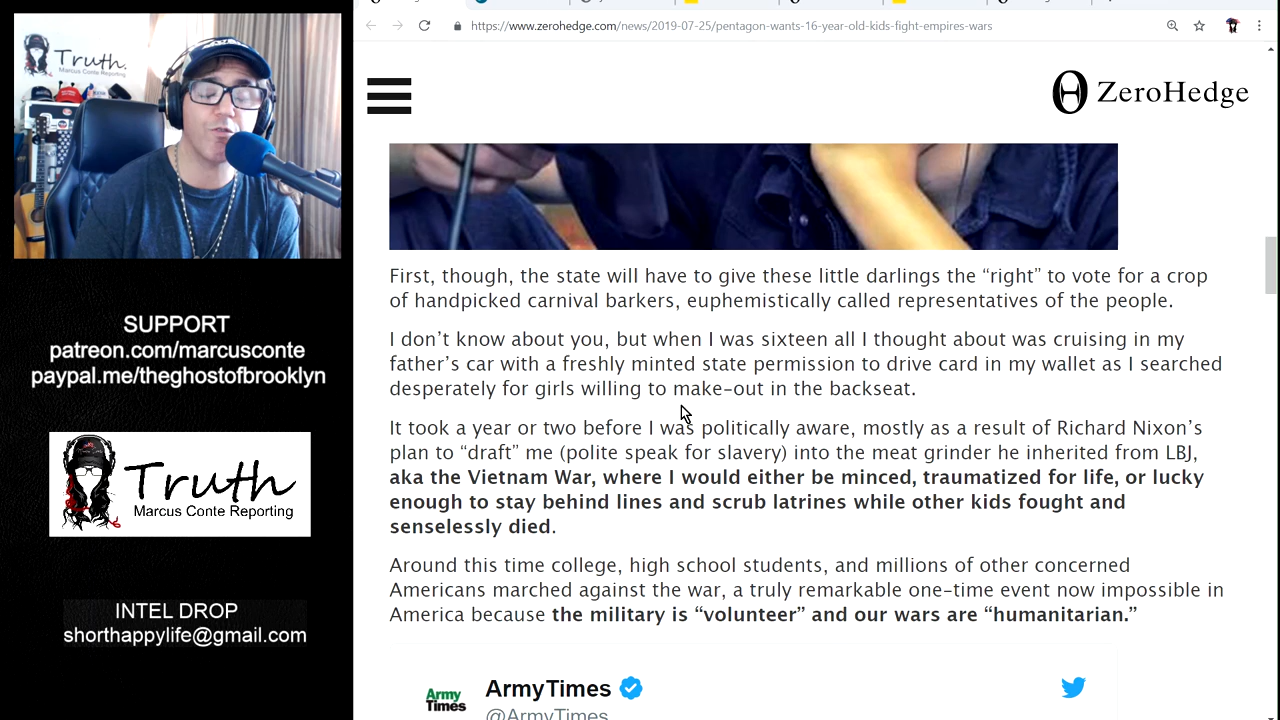 Truth.
Marcus Conte Reporting
SUPPORT
patreon.com/marcusconte
paypal.me/theghostofbrooklyn
Truth
Marcus Conte Reporting
INTEL DROP
shorthappylife@gmail.com
https://www.zerohedge.com/news/2019-07-25/pentagon-wants-16-year-old-kids-fight-empires-wars
ZeroHedge
First, though, the state will have to give these little darlings the “right” to vote for a crop
of handpicked carnival barkers, euphemistically called representatives of the people.
I don’t know about you, but when I was sixteen all I thought about was cruising in my
father’s car with a freshly minted state permission to drive card in my wallet as I searched
desperately for girls willing to make-out in the backseat.
It took a year or two before I was politically aware, mostly as a result of Richard Nixon’s
plan to “draft” me (polite speak for slavery) into the meat grinder he inherited from LBJ,
aka the Vietnam War, where I would either be minced, traumatized for life, or lucky
enough to stay behind lines and scrub latrines while other kids fought and
senselessly died.
Around this time college, high school students, and millions of other concerned
Americans marched against the war, a truly remarkable one-time event now impossible in
America because the military is “volunteer” and our wars are “humanitarian.”
Army
Times
ArmyTimes
@ArmyTimes